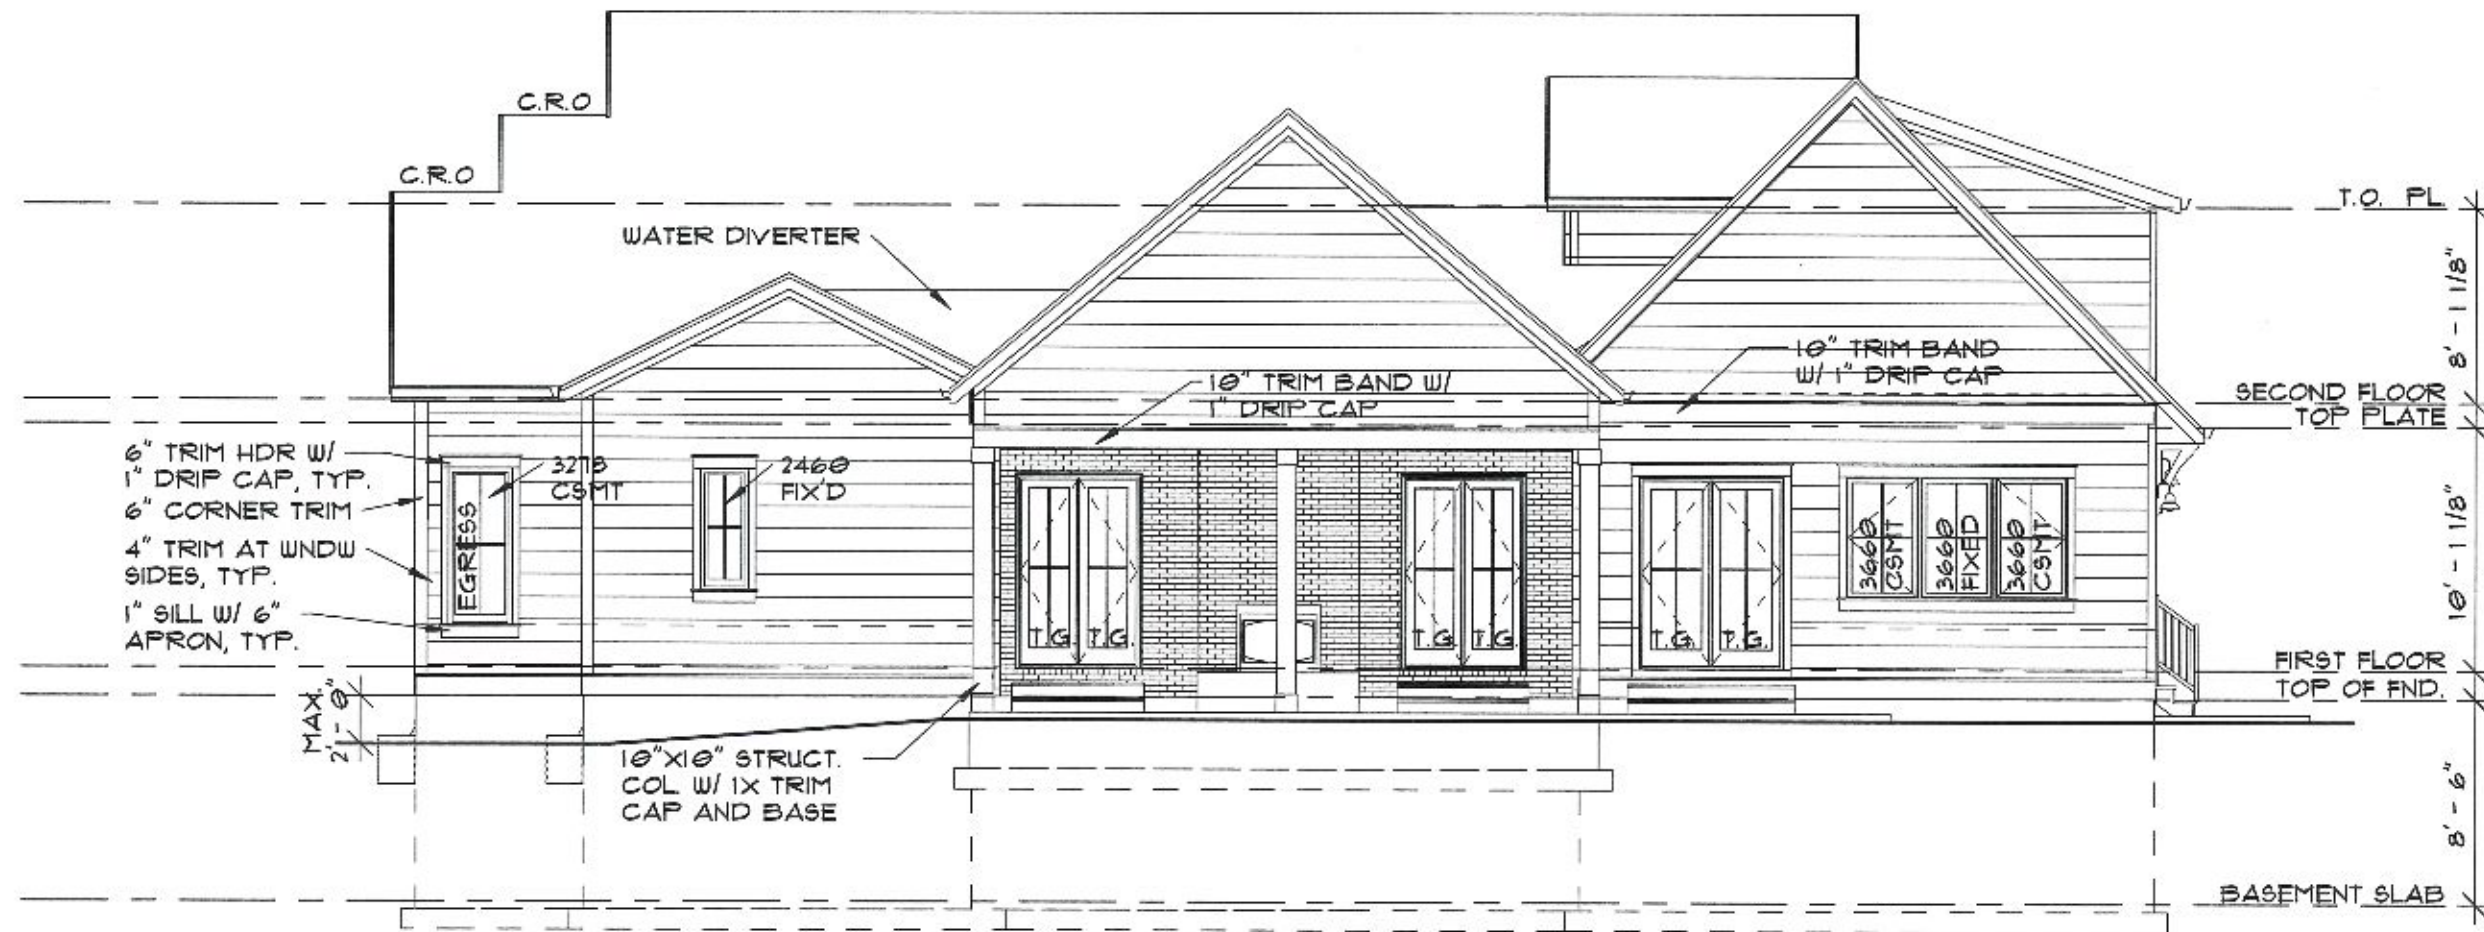 C.R.O
C.R.O
WATER DIVERTER
T.O. PL.
8'-1 1/8"
10" TRIM BAND
W/ 1" DRIP CAP
10" TRIM BAND W/
1" DRIP CAP
SECOND FLOOR
TOP PLATE
6" TRIM HDR W/
1" DRIP CAP, TYP.
6" CORNER TRIM
4" TRIM AT WNDW
SIDES, TYP.
1" SILL W/ 6"
APRON, TYP.
EGRESS
3278
CSMT
2460
FIX'D
T.G. T.G.
T.G. T.G.
T.G. T.G.
3660
CSMT
3660
FIXED
3660
CSMT
10'-1 1/8"
FIRST FLOOR
TOP OF FND.
MAX.
2'-0"
10"X10" STRUCT.
COL W/ 1X TRIM
CAP AND BASE
8'-6"
BASEMENT SLAB